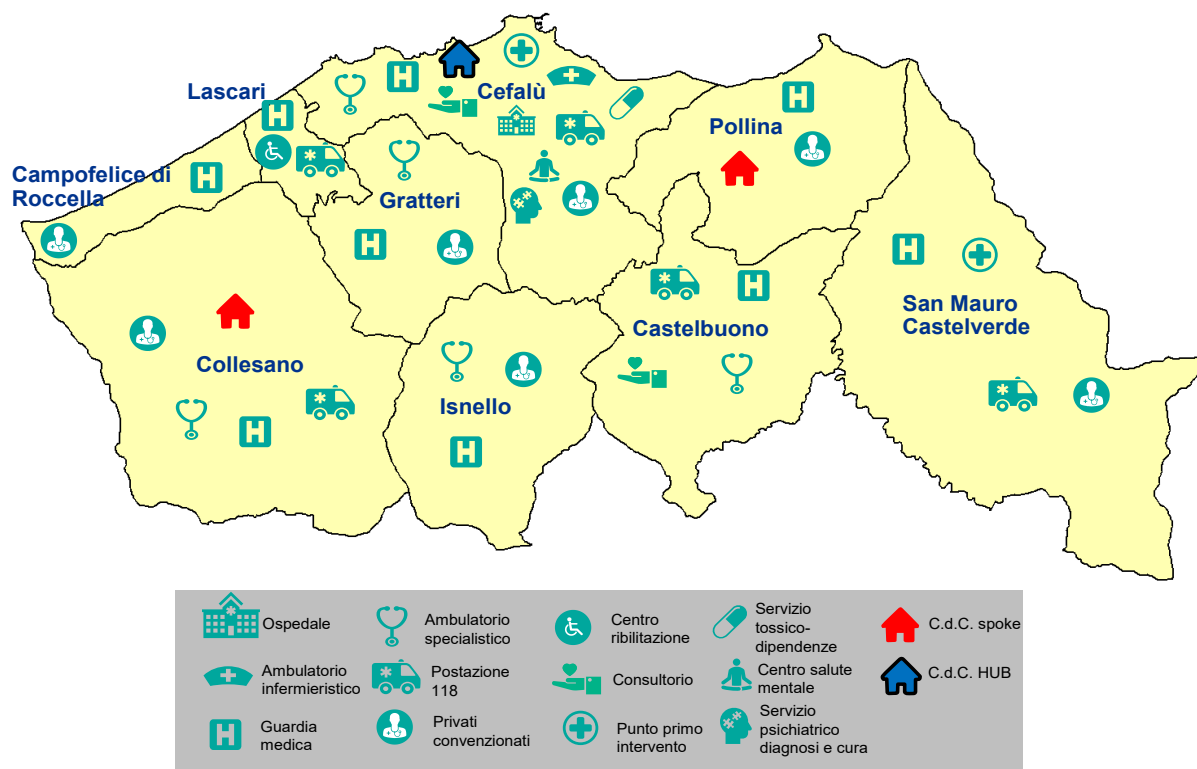 Lascari
Cefalù
Pollina
Campofelice di
Roccella
Gratteri
San Mauro
Castelverde
Castelbuono
Collesano
Isnello
H
H
H
H
H
H
H
H
H
H
Ospedale
Ambulatorio
specialistico
Centro
ribilitazione
Servizio
tossico-
dipendenze
C.d.C. spoke
Ambulatorio
infermieristico
Postazione
118
Consultorio
Centro salute
mentale
C.d.C. HUB
H
Guardia
medica
Privati
convenzionati
Punto primo
intervento
Servizio
psichiatrico
diagnosi e cura